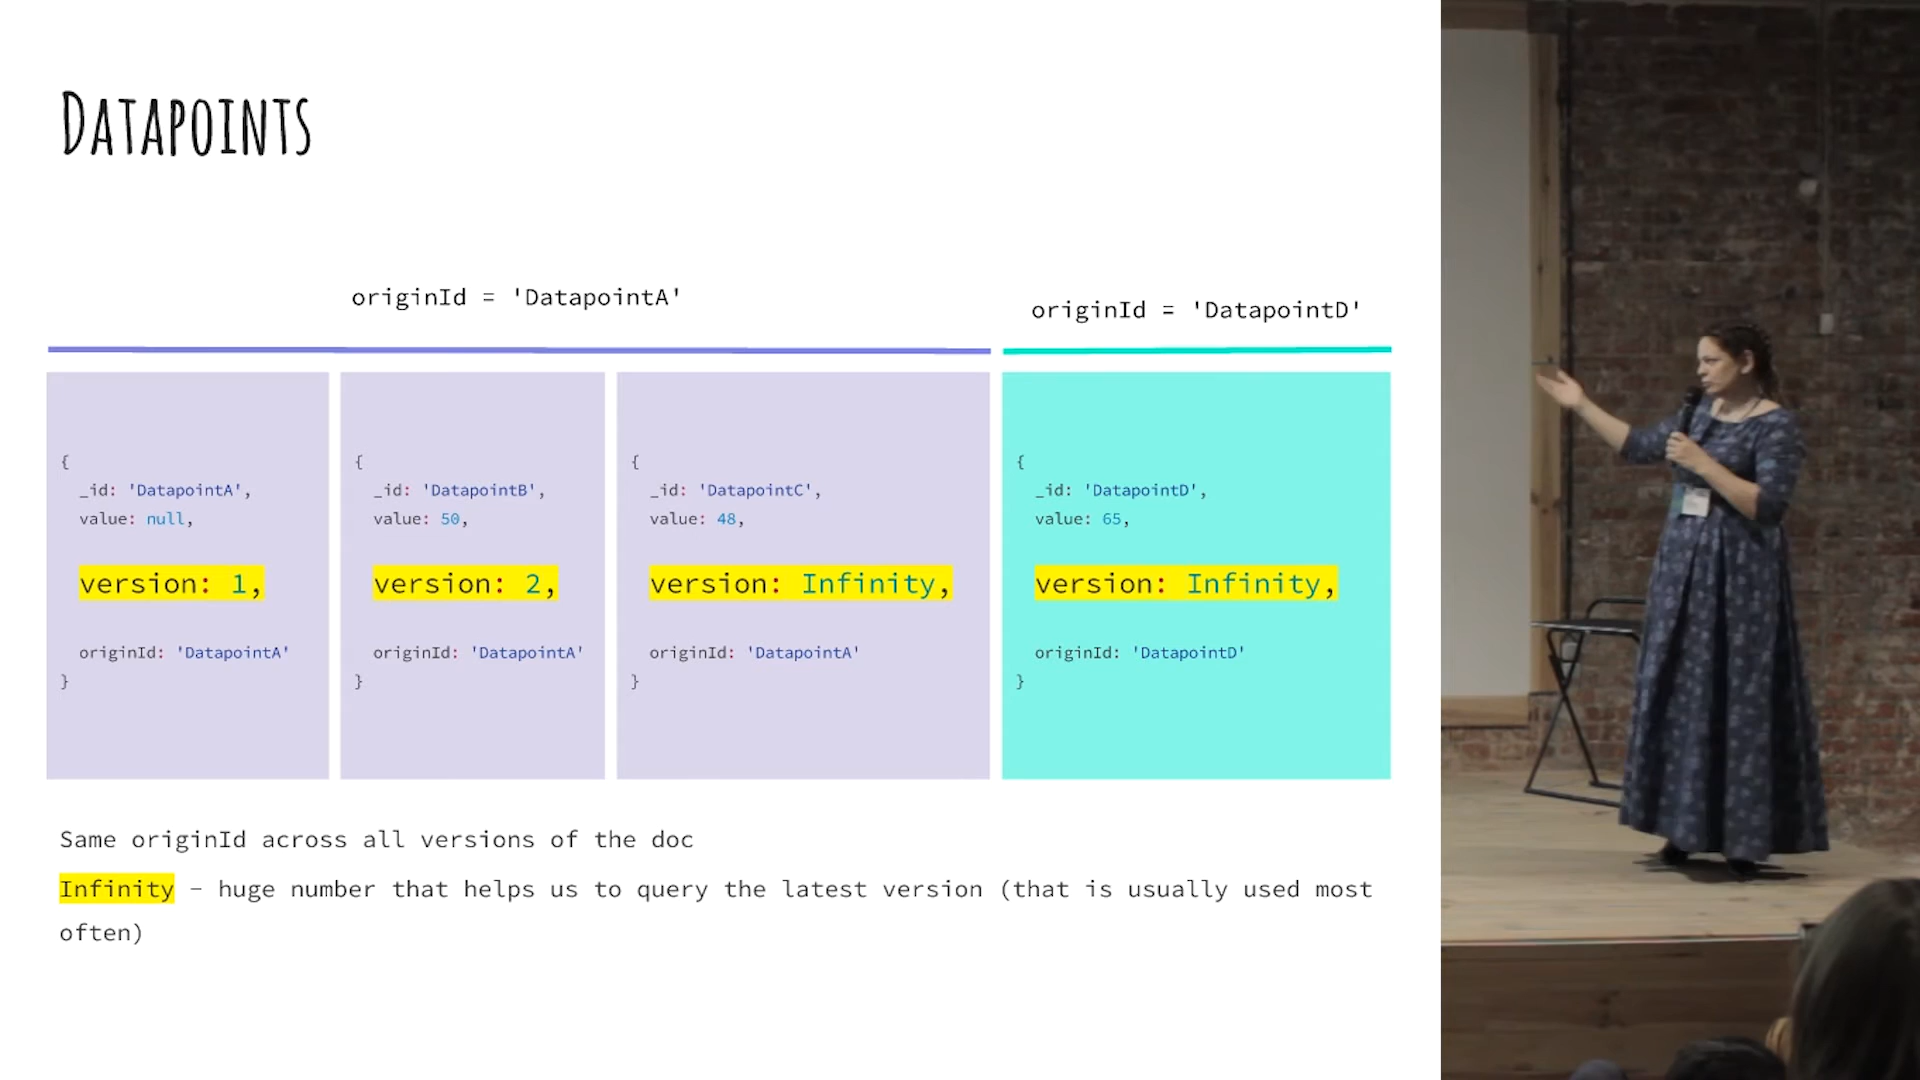 DATAPOINTS
originId = 'DatapointA'
originId = 'DatapointD'
{
_id: 'DatapointA',
value: null,
version: 1,
originId: 'DatapointA'
}
{
_id: 'DatapointB',
value: 50,
version: 2,
originId: 'DatapointA'
}
{
_id: 'DatapointC',
value: 48,
version: Infinity,
originId: 'DatapointA'
}
{
_id: 'DatapointD',
value: 65,
version: Infinity,
originId: 'DatapointD'
}
Same originId across all versions of the doc
Infinity – huge number that helps us to query the latest version (that is usually used most
often)